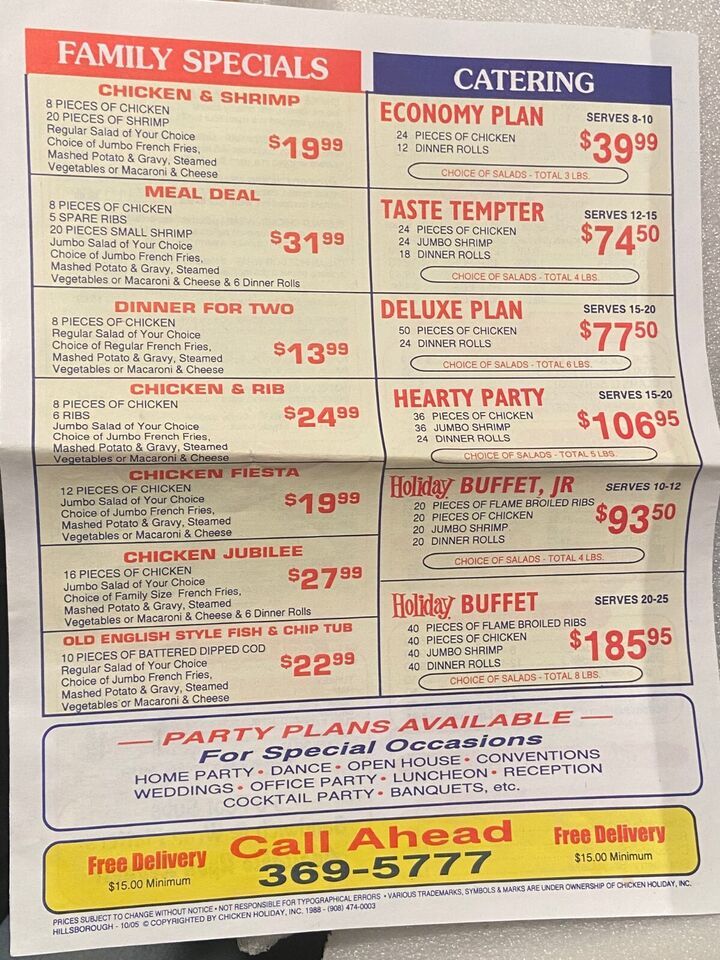 FAMILY SPECIALS
CHICKEN & SHRIMP
8 PIECES OF CHICKEN
20 PIECES OF SHRIMP
Regular Salad of Your Choice
Choice of Jumbo French Fries,
Mashed Potato & Gravy, Steamed
Vegetables or Macaroni & Cheese
$19.99
MEAL DEAL
8 PIECES OF CHICKEN
5 SPARE RIBS
20 PIECES SMALL SHRIMP
Jumbo Salad of Your Choice
Choice of Jumbo French Fries,
Mashed Potato & Gravy, Steamed
Vegetables or Macaroni & Cheese & 6 Dinner Rolls
$31.99
DINNER FOR TWO
8 PIECES OF CHICKEN
Regular Salad of Your Choice
Choice of Regular French Fries,
Mashed Potato & Gravy, Steamed
Vegetables or Macaroni & Cheese
$13.99
CHICKEN & RIB
8 PIECES OF CHICKEN
6 RIBS
Jumbo Salad of Your Choice
Choice of Jumbo French Fries,
Mashed Potato & Gravy, Steamed
Vegetables or Macaroni & Cheese
$24.99
CHICKEN FIESTA
12 PIECES OF CHICKEN
Jumbo Salad of Your Choice
Choice of Jumbo French Fries,
Mashed Potato & Gravy, Steamed
Vegetables or Macaroni & Cheese
$19.99
CHICKEN JUBILEE
16 PIECES OF CHICKEN
Jumbo Salad of Your Choice
Choice of Family Size French Fries,
Mashed Potato & Gravy, Steamed
Vegetables or Macaroni & Cheese & 6 Dinner Rolls
$27.99
OLD ENGLISH STYLE FISH & CHIP TUB
10 PIECES OF BATTERED DIPPED COD
Regular Salad of Your Choice
Choice of Jumbo French Fries,
Mashed Potato & Gravy, Steamed
Vegetables or Macaroni & Cheese
$22.99
CATERING
ECONOMY PLAN SERVES 8-10
24 PIECES OF CHICKEN
12 DINNER ROLLS
$39.99
CHOICE OF SALADS - TOTAL 3 LBS.
TASTE TEMPTER SERVES 12-15
24 PIECES OF CHICKEN
24 JUMBO SHRIMP
18 DINNER ROLLS
$74.50
CHOICE OF SALADS - TOTAL 4 LBS.
DELUXE PLAN SERVES 15-20
50 PIECES OF CHICKEN
24 DINNER ROLLS
$77.50
CHOICE OF SALADS - TOTAL 6 LBS.
HEARTY PARTY SERVES 15-20
36 PIECES OF CHICKEN
36 JUMBO SHRIMP
24 DINNER ROLLS
$106.95
CHOICE OF SALADS - TOTAL 5 LBS.
Holiday BUFFET, JR SERVES 10-12
20 PIECES OF FLAME BROILED RIBS
20 PIECES OF CHICKEN
20 JUMBO SHRIMP
20 DINNER ROLLS
$93.50
CHOICE OF SALADS - TOTAL 4 LBS.
Holiday BUFFET SERVES 20-25
40 PIECES OF FLAME BROILED RIBS
40 PIECES OF CHICKEN
40 JUMBO SHRIMP
40 DINNER ROLLS
$185.95
CHOICE OF SALADS - TOTAL 8 LBS.
— PARTY PLANS AVAILABLE —
For Special Occasions
HOME PARTY • DANCE • OPEN HOUSE • CONVENTIONS
WEDDINGS • OFFICE PARTY • LUNCHEON • RECEPTION
COCKTAIL PARTY • BANQUETS, etc.
Free Delivery
$15.00 Minimum
Call Ahead
369-5777
Free Delivery
$15.00 Minimum
PRICES SUBJECT TO CHANGE WITHOUT NOTICE • NOT RESPONSIBLE FOR TYPOGRAPHICAL ERRORS • VARIOUS TRADEMARKS, SYMBOLS & MARKS ARE UNDER OWNERSHIP OF CHICKEN HOLIDAY, INC.
HILLSBOROUGH - 10/05 © COPYRIGHTED BY CHICKEN HOLIDAY, INC. 1988 - (908) 474-0003